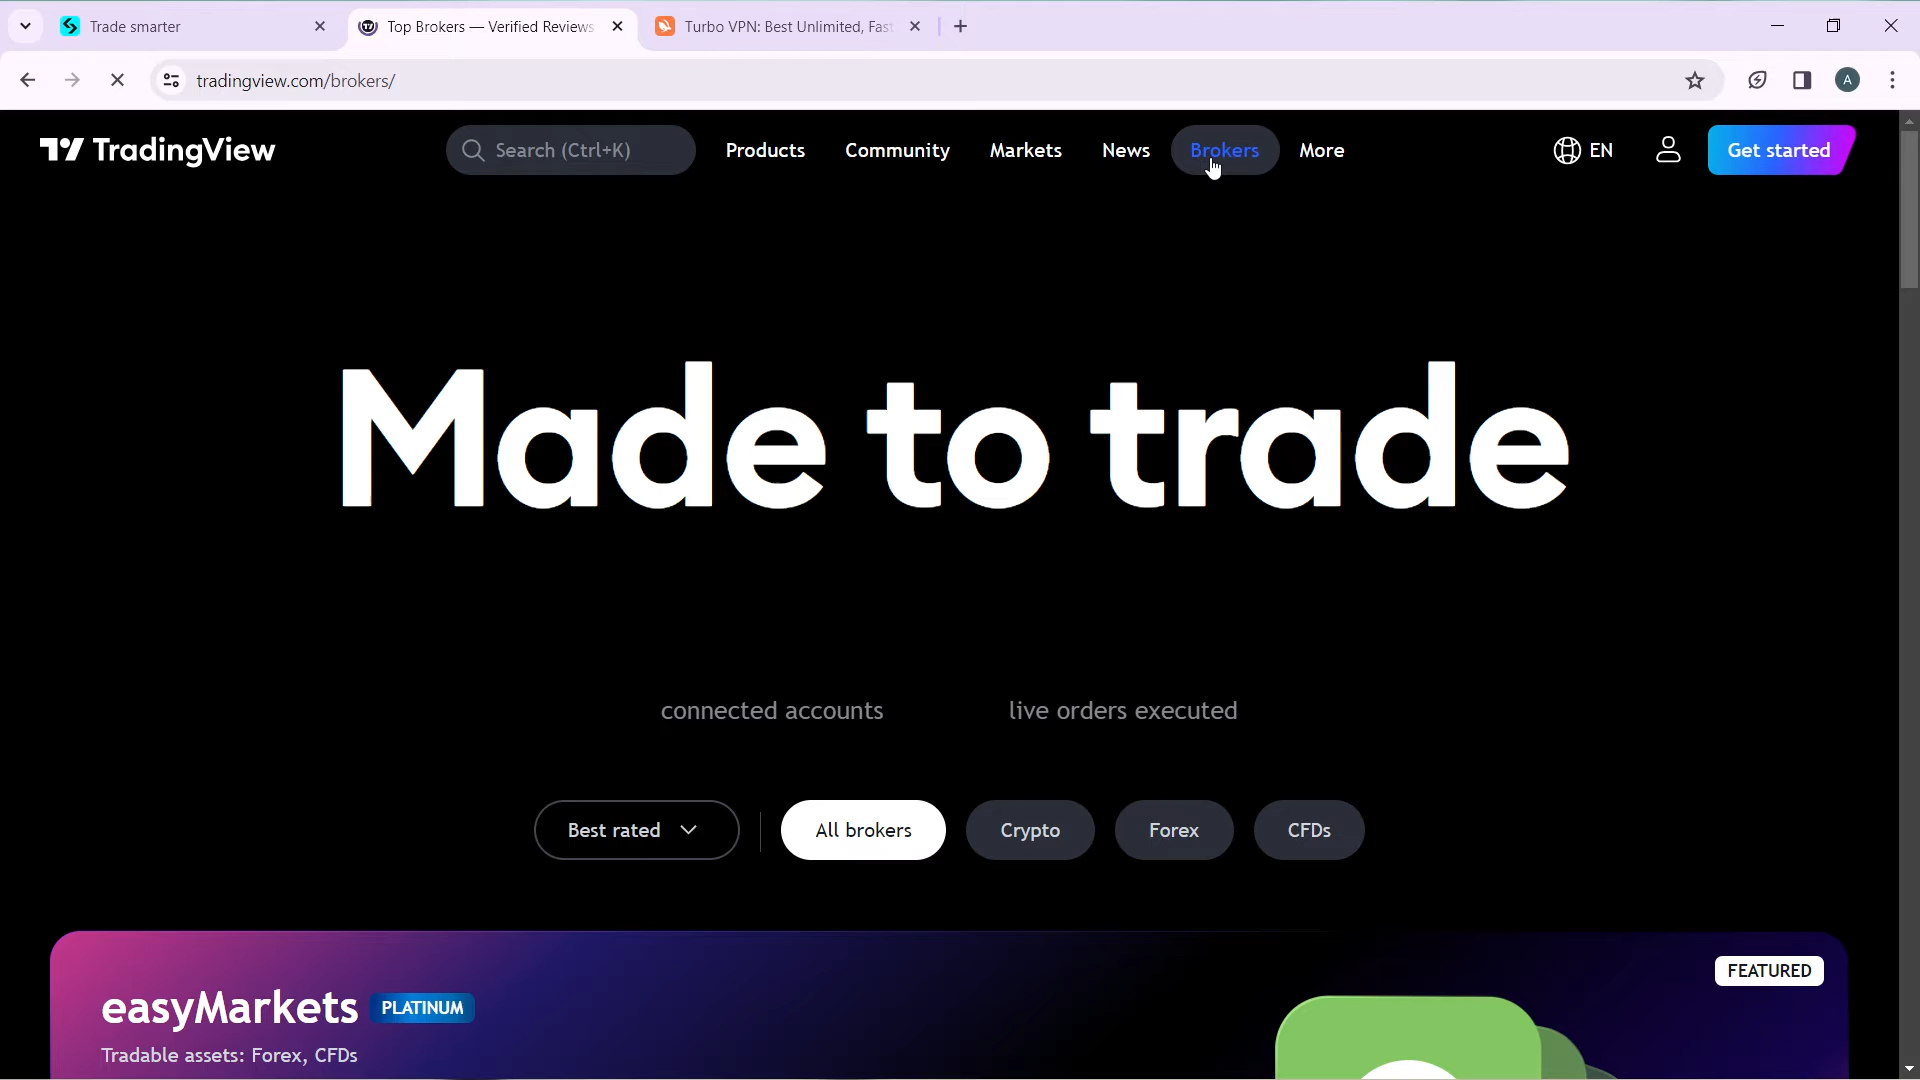 Trade smarter
Top Brokers — Verified Reviews
Turbo VPN: Best Unlimited, Fast
tradingview.com/brokers/
A
TradingView
Search (Ctrl+K)
Products
Community
Markets
News
Brokers
More
EN
Get started
Made to trade
connected accounts
live orders executed
Best rated
All brokers
Crypto
Forex
CFDs
FEATURED
easyMarkets PLATINUM
Tradable assets: Forex, CFDs